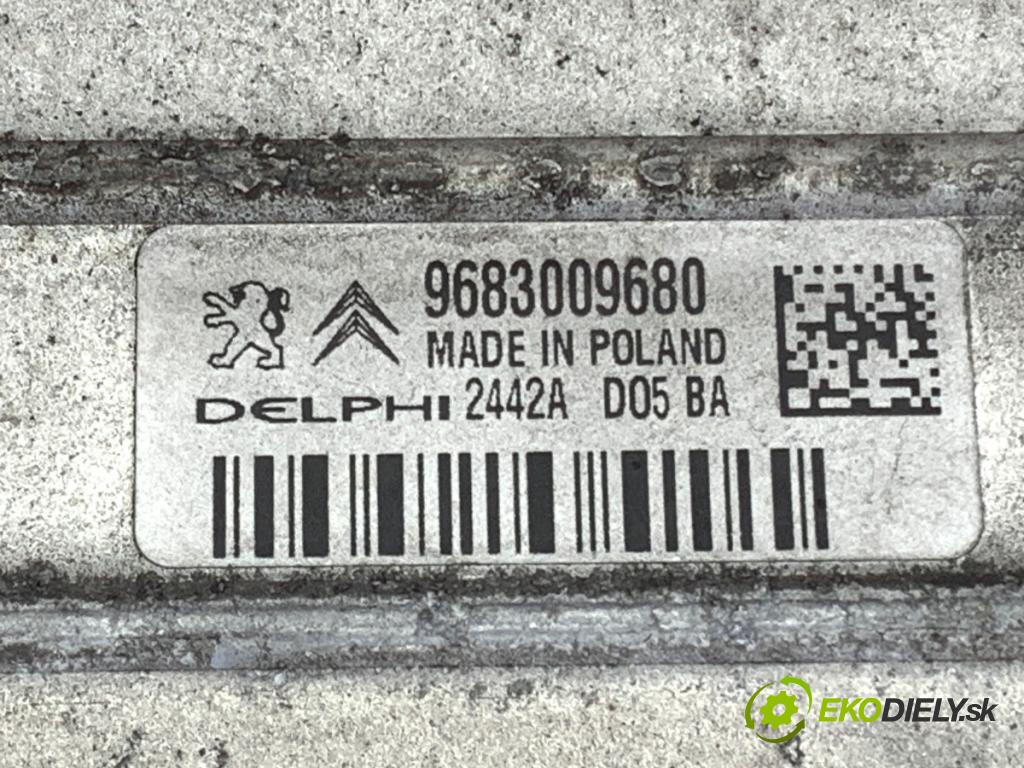 9683009680
MADE IN POLAND
DELPHI 2442A D05 BA
EKODIELY.sk